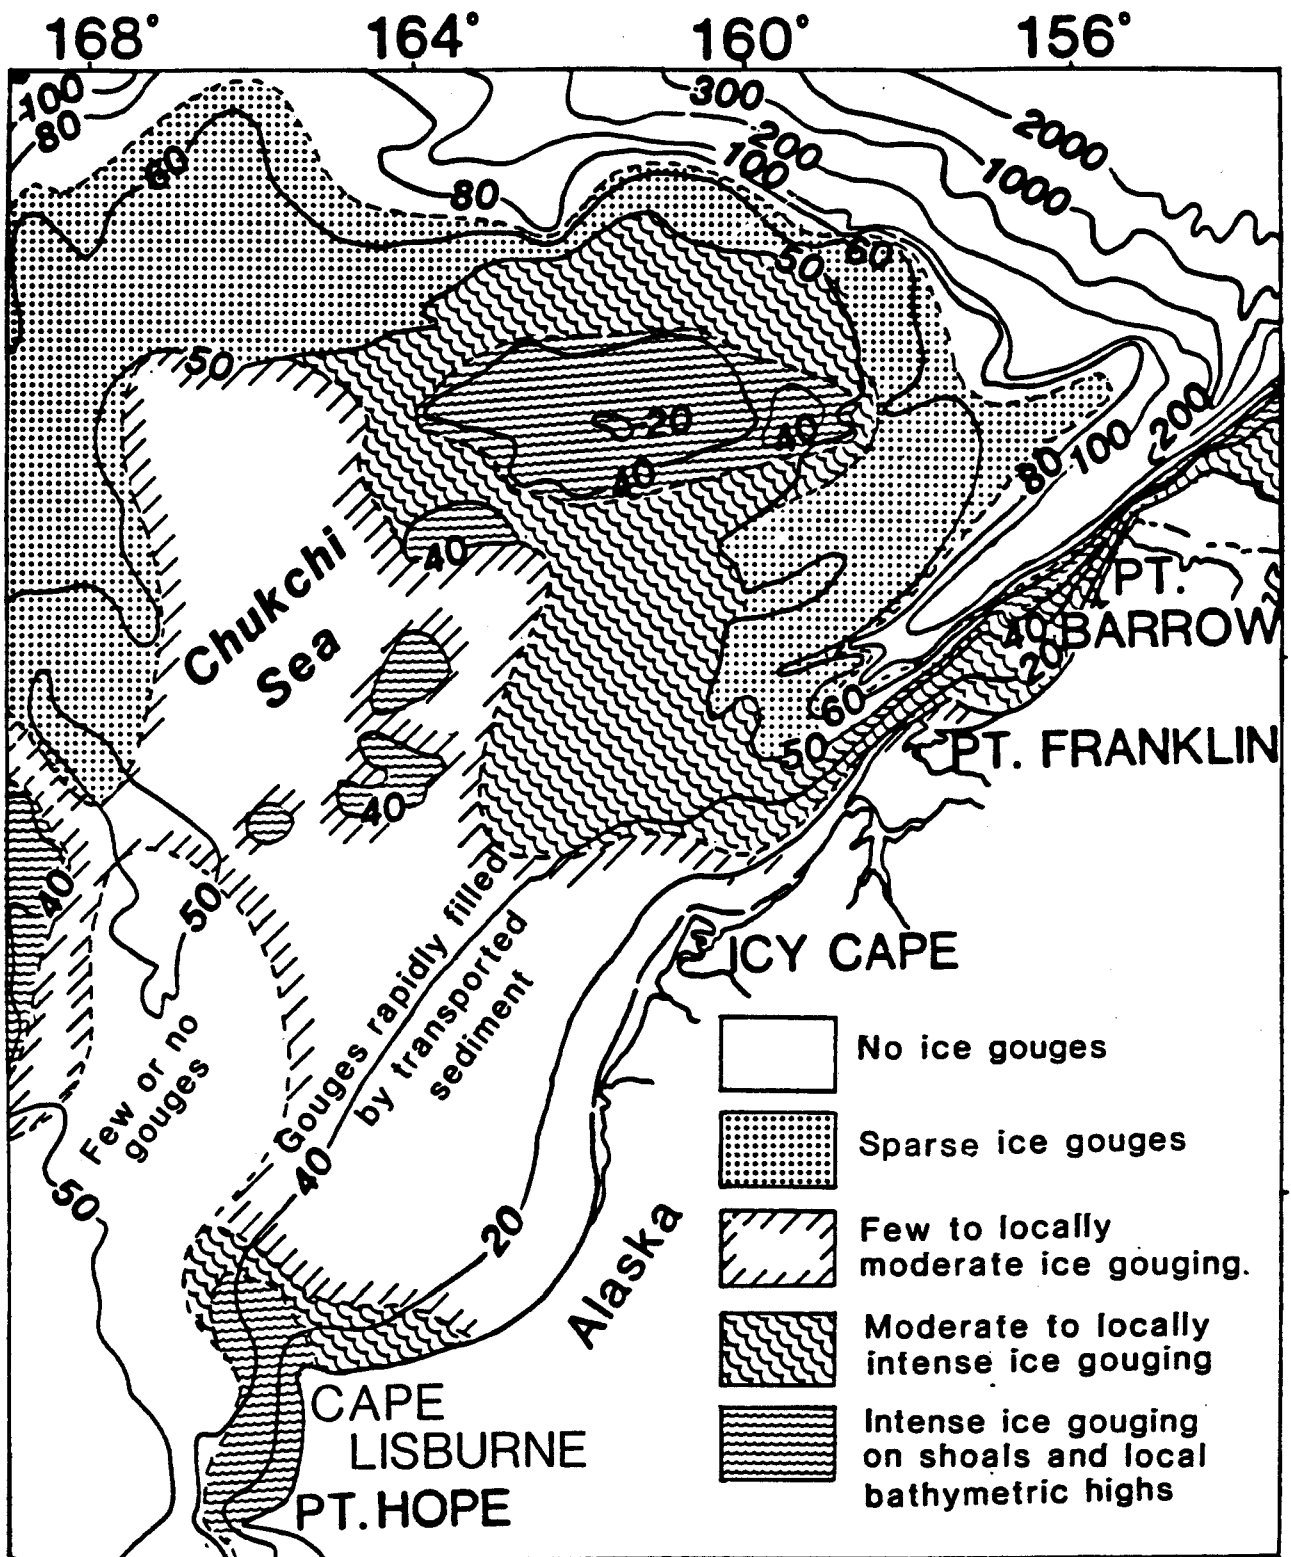 168° 164° 160° 156°
100
80
60
80
300
200
100
2000
1000
50
60
50
20
40
40
80
100
200
40
Chukchi
Sea
PT.
BARROW
40
20
60
50
PT. FRANKLIN
40
40
50
Gouges rapidly filled
by transported
sediment
ICY CAPE
Few or no
gouges
40
50
20
Alaska
No ice gouges
Sparse ice gouges
Few to locally
moderate ice gouging.
Moderate to locally
intense ice gouging
Intense ice gouging
on shoals and local
bathymetric highs
CAPE
LISBURNE
PT. HOPE